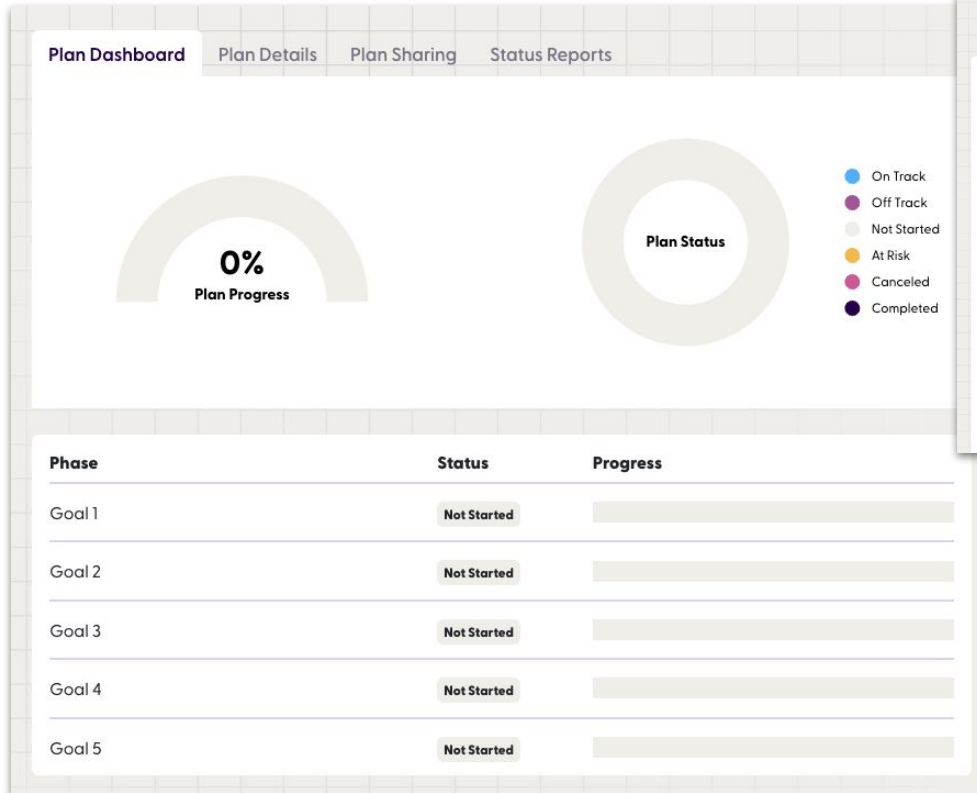 Plan Dashboard Plan Details Plan Sharing Status Reports
0%
Plan Progress
Plan Status
On Track
Off Track
Not Started
At Risk
Canceled
Completed
Phase Status Progress
Goal 1 Not Started
Goal 2 Not Started
Goal 3 Not Started
Goal 4 Not Started
Goal 5 Not Started